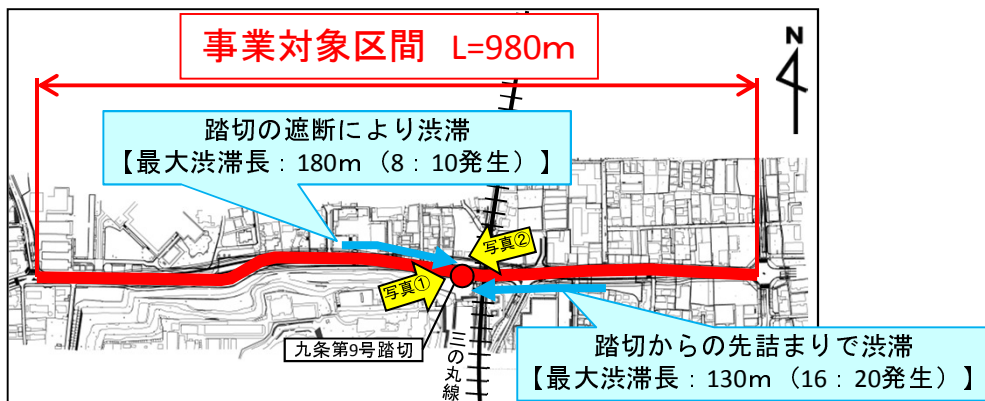 事業対象区間 L=980m
N
踏切の遮断により渋滞
【最大渋滞長：180m（8：10発生）】
写真②
写真①
九条第9号踏切
三の丸線
踏切からの先詰まりで渋滞
【最大渋滞長：130m（16：20発生）】